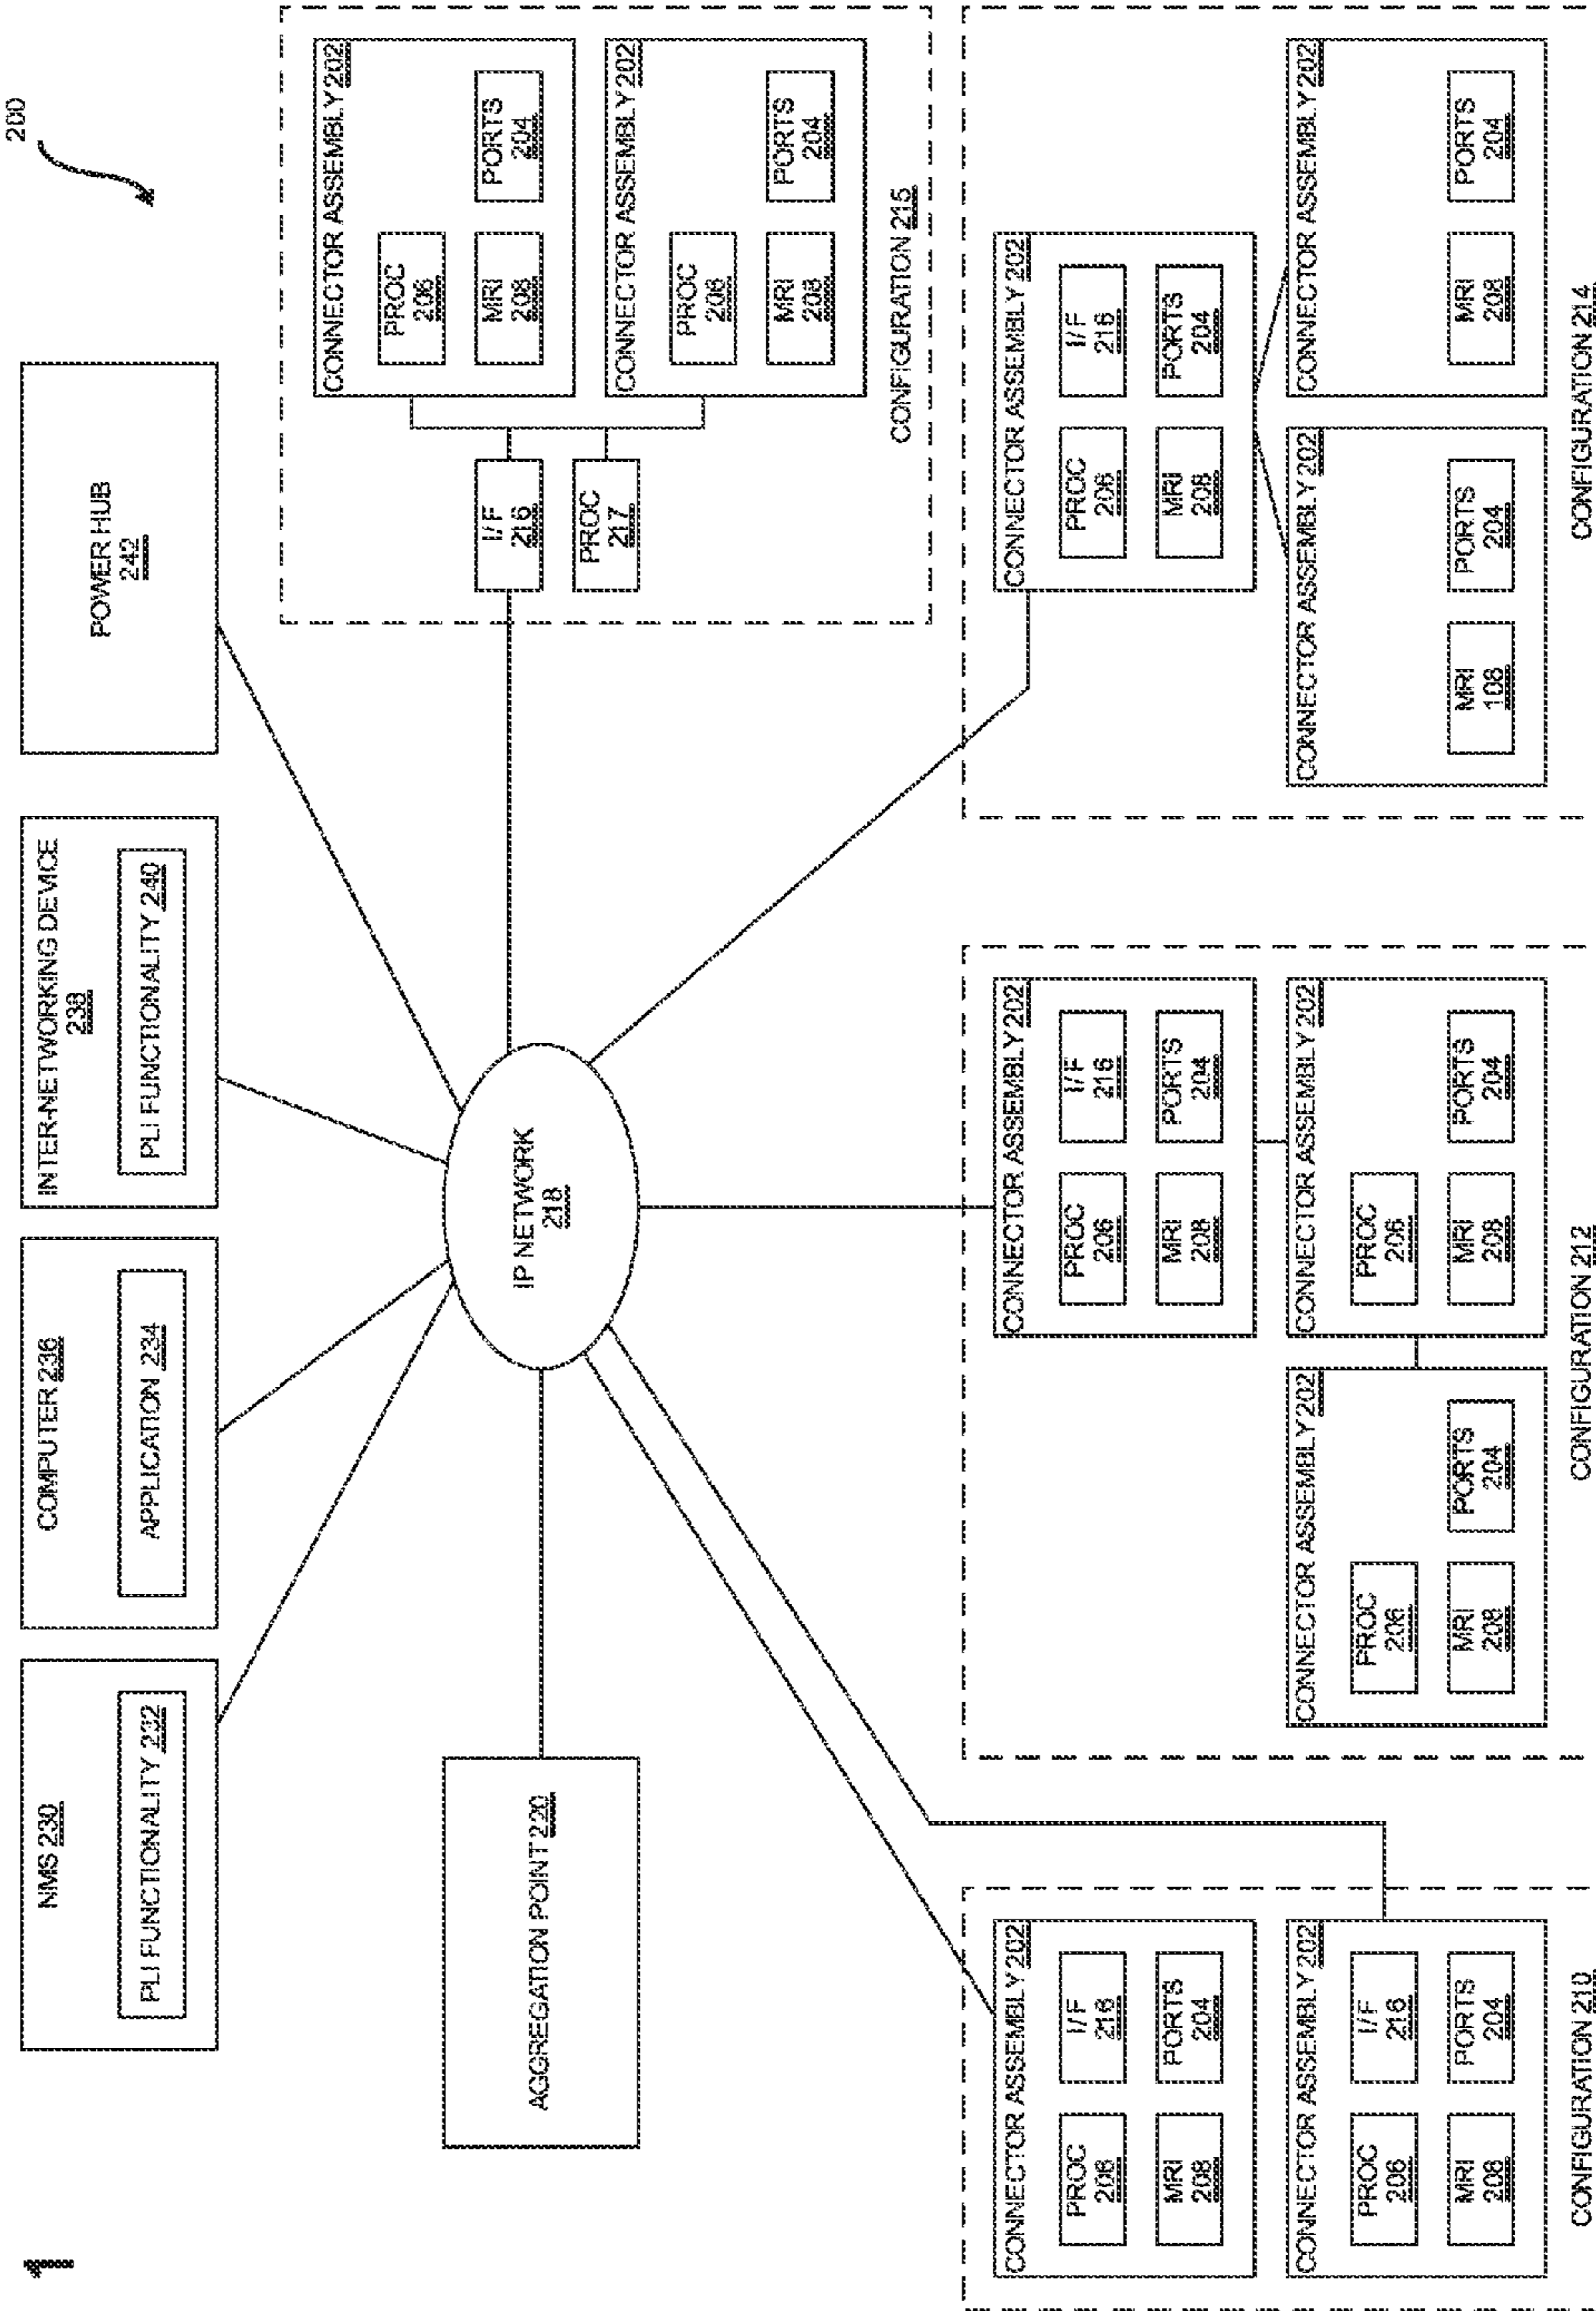 1
200
NMS 230
PLI FUNCTIONALITY 232
COMPUTER 236
APPLICATION 234
INTER-NETWORKING DEVICE
238
PLI FUNCTIONALITY 240
POWER HUB
242
AGGREGATION POINT 220
IP NETWORK
218
I/F
216
PROC
217
CONNECTOR ASSEMBLY 202
PROC
206
MRI
208
PORTS
204
CONNECTOR ASSEMBLY 202
PROC
208
MRI
208
PORTS
204
CONFIGURATION 215
CONNECTOR ASSEMBLY 202
PROC
206
I/F
216
MRI
208
PORTS
204
CONNECTOR ASSEMBLY 202
PROC
206
I/F
216
MRI
208
PORTS
204
CONFIGURATION 210
CONNECTOR ASSEMBLY 202
PROC
206
I/F
216
MRI
208
PORTS
204
CONNECTOR ASSEMBLY 202
PROC
206
MRI
208
PORTS
204
CONNECTOR ASSEMBLY 202
PROC
206
MRI
208
PORTS
204
CONFIGURATION 212
CONNECTOR ASSEMBLY 202
PROC
206
I/F
216
MRI
208
PORTS
204
CONNECTOR ASSEMBLY 202
MRI
108
PORTS
204
CONNECTOR ASSEMBLY 202
MRI
208
PORTS
204
CONFIGURATION 214